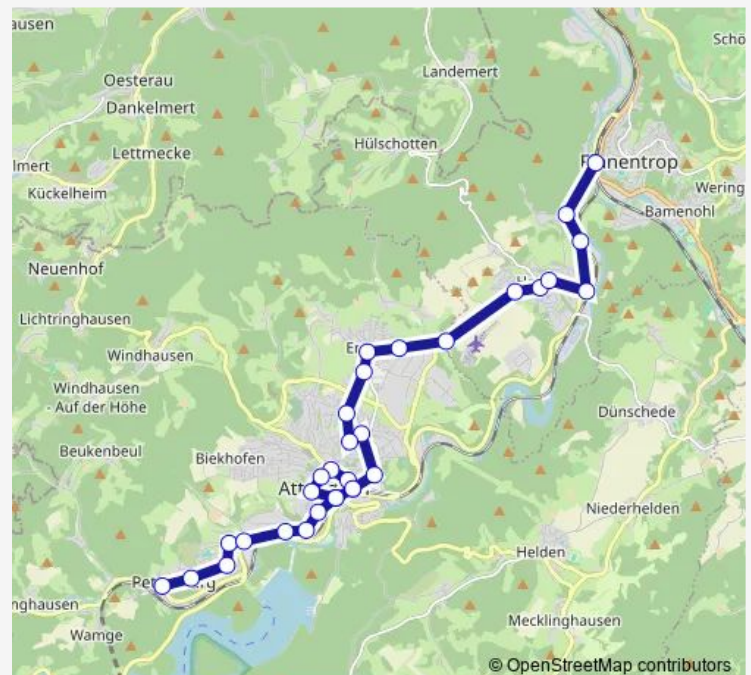 ausen
Schö
Oesterau
Landemert
Dankelmert
Hülschotten
lmert
Lettmecke
Kückelheim
Wering
Bamenohl
Neuenhof
Lichtringhausen
Windhausen
Windhausen
- Auf der Höhe
Dünschede
Beukenbeul
Biekhofen
Att
Niederhelden
Helden
nghausen
Wamge
Mecklinghausen
© OpenStreetMap contributors